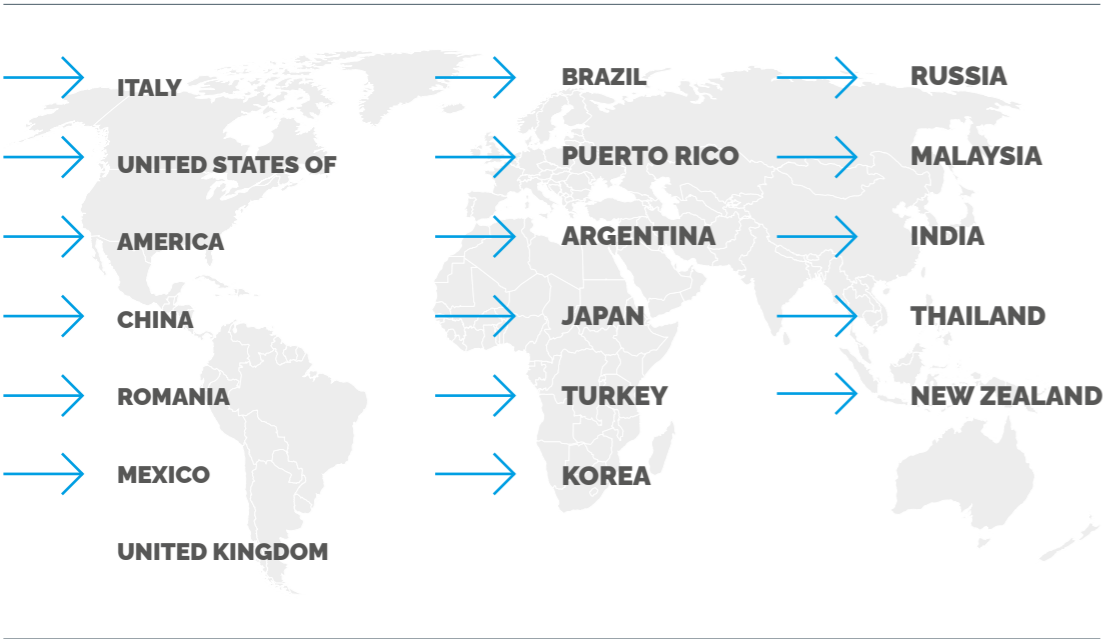 ITALY
UNITED STATES OF
AMERICA
CHINA
ROMANIA
MEXICO
UNITED KINGDOM
BRAZIL
PUERTO RICO
ARGENTINA
JAPAN
TURKEY
KOREA
RUSSIA
MALAYSIA
INDIA
THAILAND
NEW ZEALAND